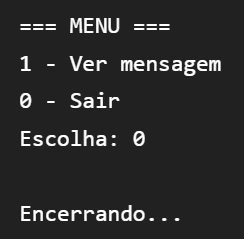 === MENU ===
1 - Ver mensagem
0 - Sair
Escolha: 0
Encerrando...